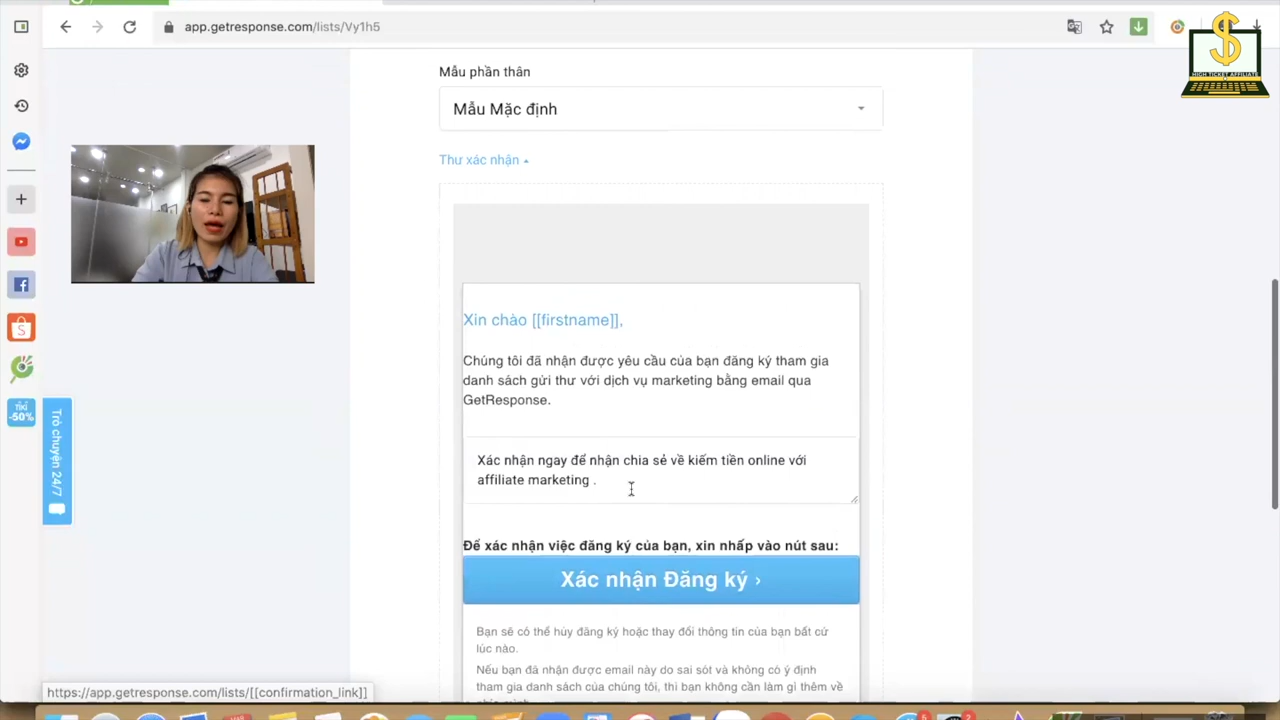 app.getresponse.com/lists/Vy1h5
HIGH TICKET AFFILIATE
Mẫu phần thân
Mẫu Mặc định
Thư xác nhận
Xin chào [[firstname]],
Chúng tôi đã nhận được yêu cầu của bạn đăng ký tham gia
danh sách gửi thư với dịch vụ marketing bằng email qua
GetResponse.
TIKI
-50%
Trò chuyện 24/7
Xác nhận ngay để nhận chia sẻ về kiếm tiền online với
affiliate marketing .
Để xác nhận việc đăng ký của bạn, xin nhấp vào nút sau:
Xác nhận Đăng ký ›
Bạn sẽ có thể hủy đăng ký hoặc thay đổi thông tin của bạn bất cứ
lúc nào.
Nếu bạn đã nhận được email này do sai sót và không có ý định
tham gia danh sách của chúng tôi, thì bạn không cần làm gì thêm về
https://app.getresponse.com/lists/[[confirmation_link]]